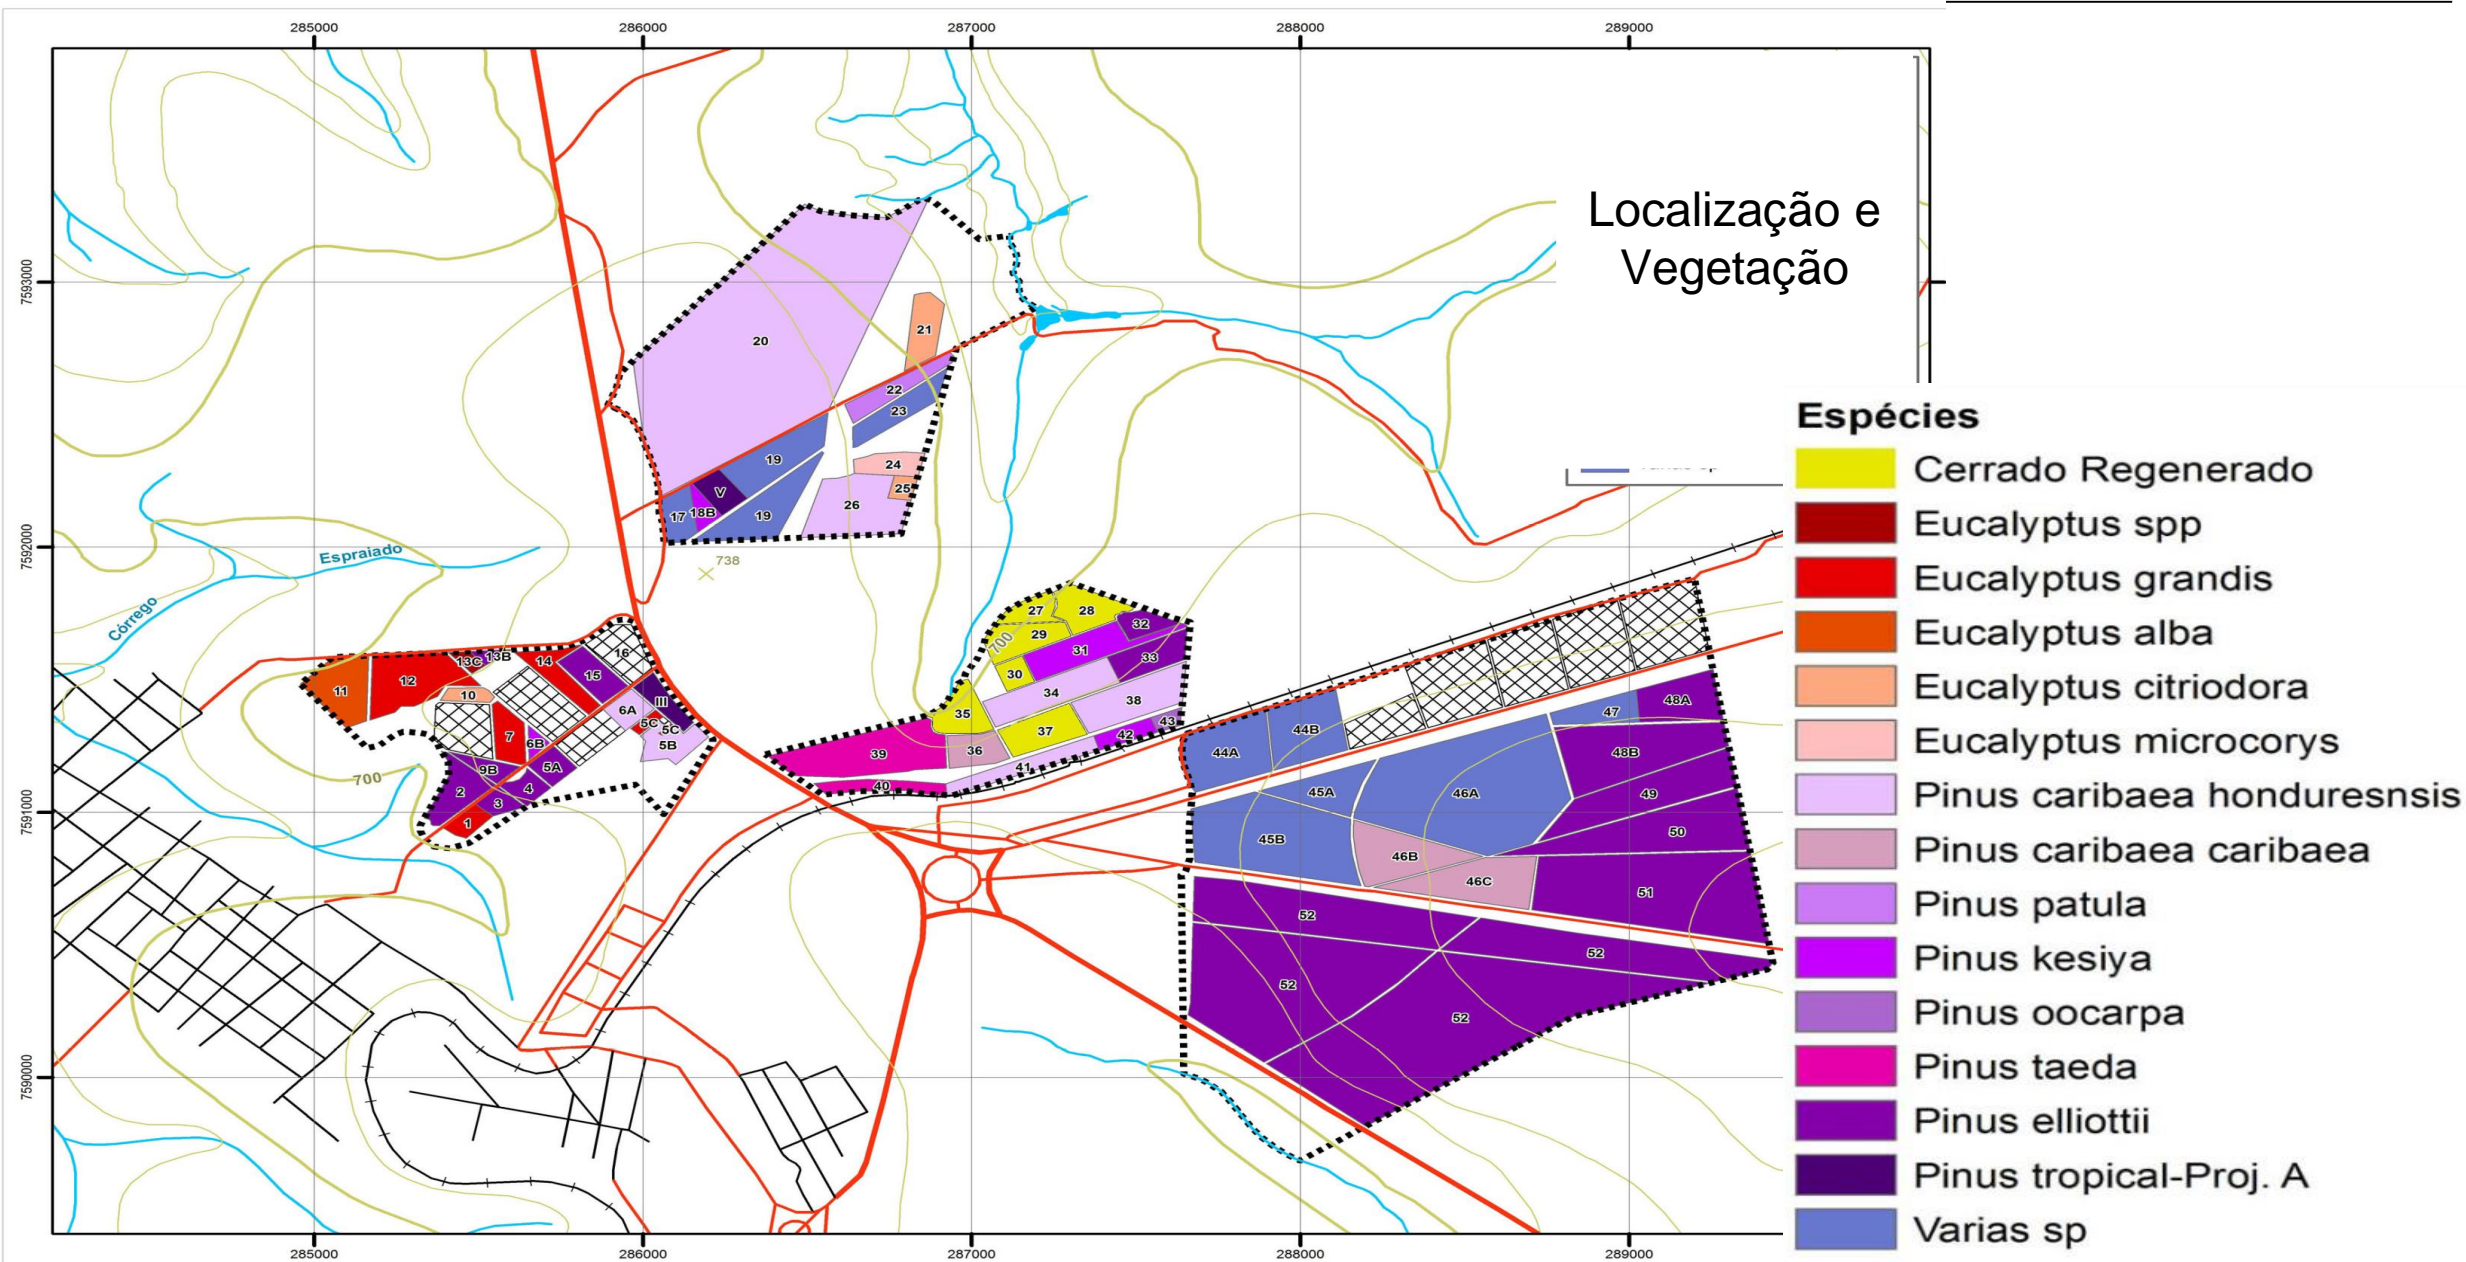 285000
286000
287000
288000
289000
Localização e
Vegetação
7593000
20
21
22
23
Espécies
Cerrado Regenerado
19
24
V
25
26
17
18B
19
Eucalyptus spp
7592000
Espraiado
738
Eucalyptus grandis
Córrego
27
28
32
29
700
31
33
Eucalyptus alba
16
13C
13B
14
15
30
11
12
10
34
38
Eucalyptus citriodora
III
6A
5C
5C
5B
35
37
43
42
44A
44B
47
48A
7
6B
36
39
48B
Eucalyptus microcorys
9B
5A
700
41
40
2
4
3
45A
46A
49
Pinus caribaea honduresnsis
7591000
1
45B
50
46B
Pinus caribaea caribaea
46C
51
Pinus patula
52
52
Pinus kesiya
52
52
Pinus oocarpa
Pinus taeda
7590000
Pinus elliottii
Pinus tropical-Proj. A
Varias sp
285000
286000
287000
288000
289000